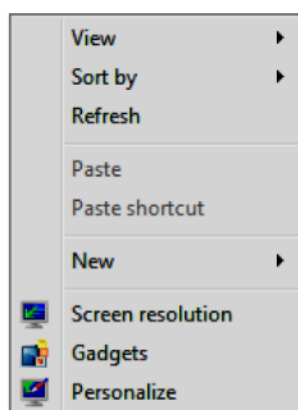 View
Sort by
Refresh
Paste
Paste shortcut
New
Screen resolution
Gadgets
Personalize